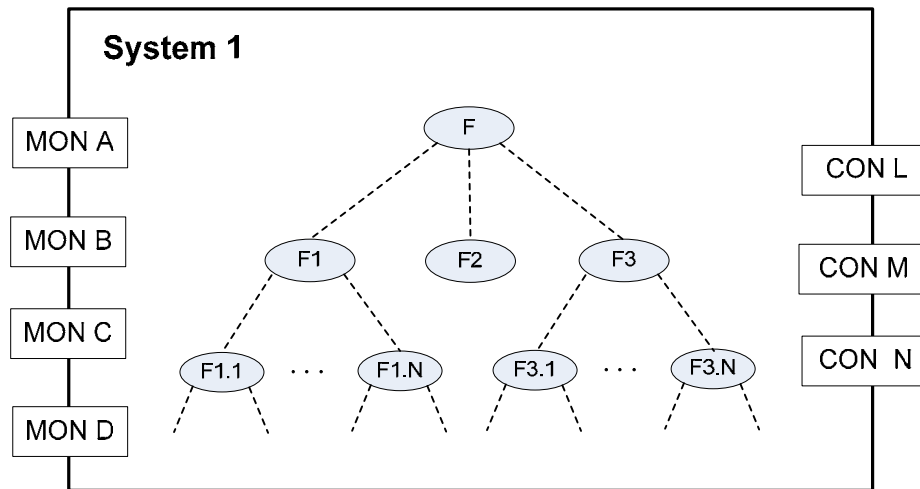 System 1
F
MON A
CON L
MON B
F1
F2
F3
CON M
MON C
CON N
F1.1
. . .
F1.N
F3.1
. . .
F3.N
MON D